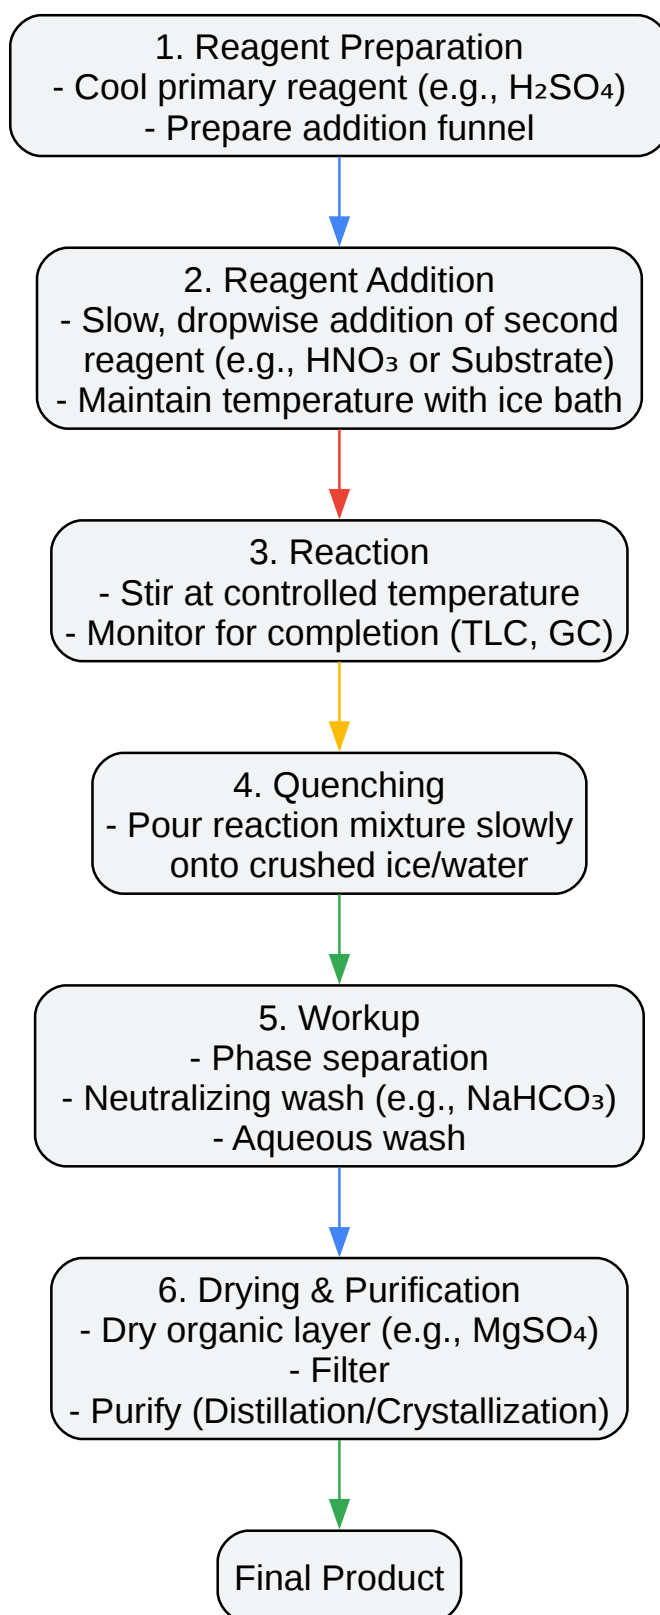 1. Reagent Preparation
- Cool primary reagent (e.g., H₂SO₄)
- Prepare addition funnel
2. Reagent Addition
- Slow, dropwise addition of second
reagent (e.g., HNO₃ or Substrate)
- Maintain temperature with ice bath
3. Reaction
- Stir at controlled temperature
- Monitor for completion (TLC, GC)
4. Quenching
- Pour reaction mixture slowly
onto crushed ice/water
5. Workup
- Phase separation
- Neutralizing wash (e.g., NaHCO₃)
- Aqueous wash
6. Drying & Purification
- Dry organic layer (e.g., MgSO₄)
- Filter
- Purify (Distillation/Crystallization)
Final Product